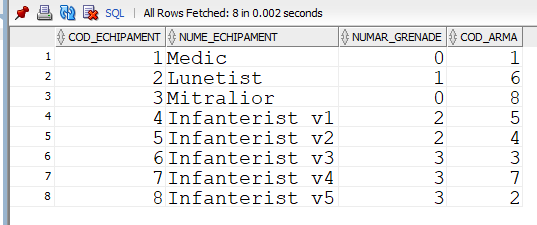 SQL | All Rows Fetched: 8 in 0.002 seconds
COD_ECHIPAMENT NUME_ECHIPAMENT NUMAR_GRENADE COD_ARMA
1 1 Medic 0 1
2 2 Lunetist 1 6
3 3 Mitralior 0 8
4 4 Infanterist v1 2 5
5 5 Infanterist v2 2 4
6 6 Infanterist v3 3 3
7 7 Infanterist v4 3 7
8 8 Infanterist v5 3 2